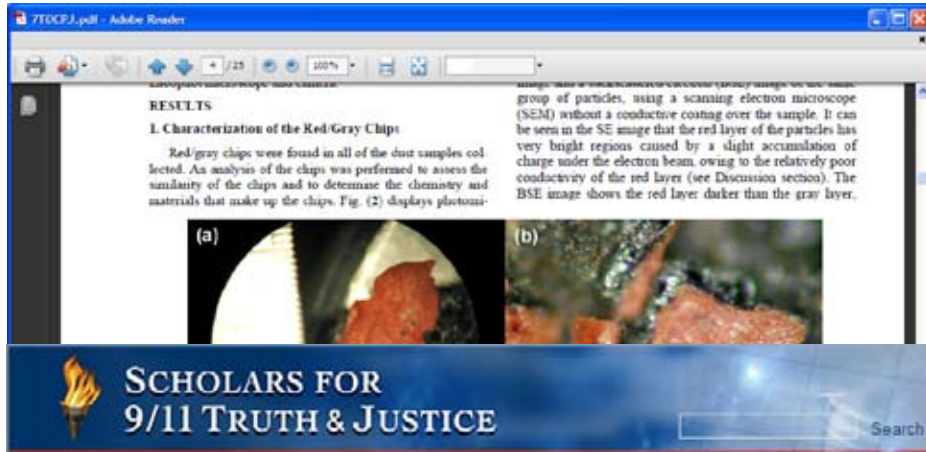 7TOCPJ.pdf - Adobe Reader
4 / 25 100%
RESULTS
1. Characterization of the Red/Gray Chips
Red/gray chips were found in all of the dust samples col-
lected. An analysis of the chips was performed to assess the
similarity of the chips and to determine the chemistry and
materials that make up the chips. Fig. (2) displays photomi-
image and a backscattered electron (BSE) image of the same
group of particles, using a scanning electron microscope
(SEM) without a conductive coating over the sample. It can
be seen in the SE image that the red layer of the particles has
very bright regions caused by a slight accumulation of
charge under the electron beam, owing to the relatively poor
conductivity of the red layer (see Discussion section). The
BSE image shows the red layer darker than the gray layer,
(a)
(b)
SCHOLARS FOR
9/11 TRUTH & JUSTICE
Search